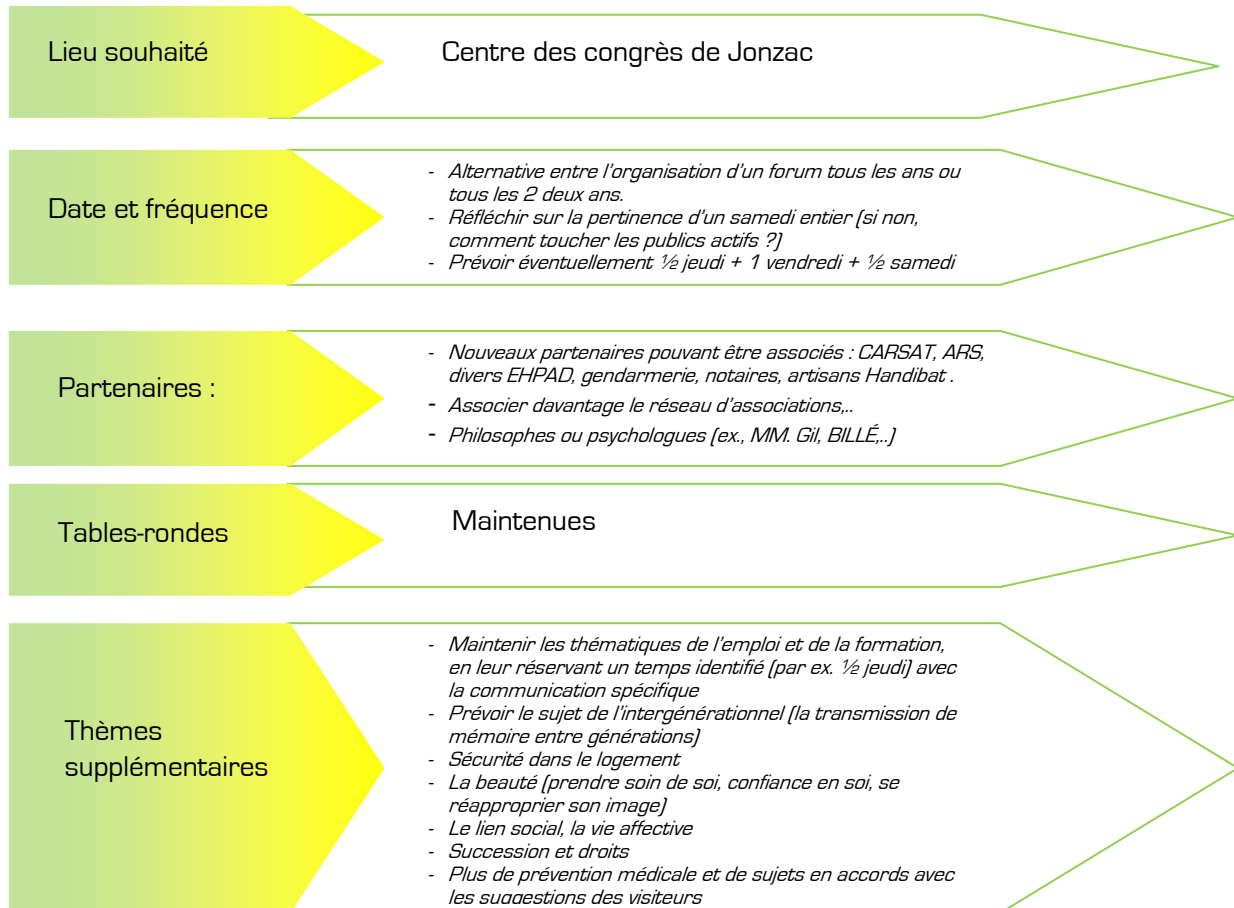 Lieu souhaité
Centre des congrès de Jonzac
Date et fréquence
- Alternative entre l'organisation d'un forum tous les ans ou
tous les 2 deux ans.
- Réfléchir sur la pertinence d'un samedi entier (si non,
comment toucher les publics actifs ?)
- Prévoir éventuellement ½ jeudi + 1 vendredi + ½ samedi
Partenaires :
- Nouveaux partenaires pouvant être associés : CARSAT, ARS,
divers EHPAD, gendarmerie, notaires, artisans Handibat .
- Associer davantage le réseau d'associations,..
- Philosophes ou psychologues (ex., MM. Gil, BILLÉ,..)
Tables-rondes
Maintenues
Thèmes
supplémentaires
- Maintenir les thématiques de l'emploi et de la formation,
en leur réservant un temps identifié (par ex. ½ jeudi) avec
la communication spécifique
- Prévoir le sujet de l'intergénérationnel (la transmission de
mémoire entre générations)
- Sécurité dans le logement
- La beauté (prendre soin de soi, confiance en soi, se
réapproprier son image)
- Le lien social, la vie affective
- Succession et droits
- Plus de prévention médicale et de sujets en accords avec
les suggestions des visiteurs